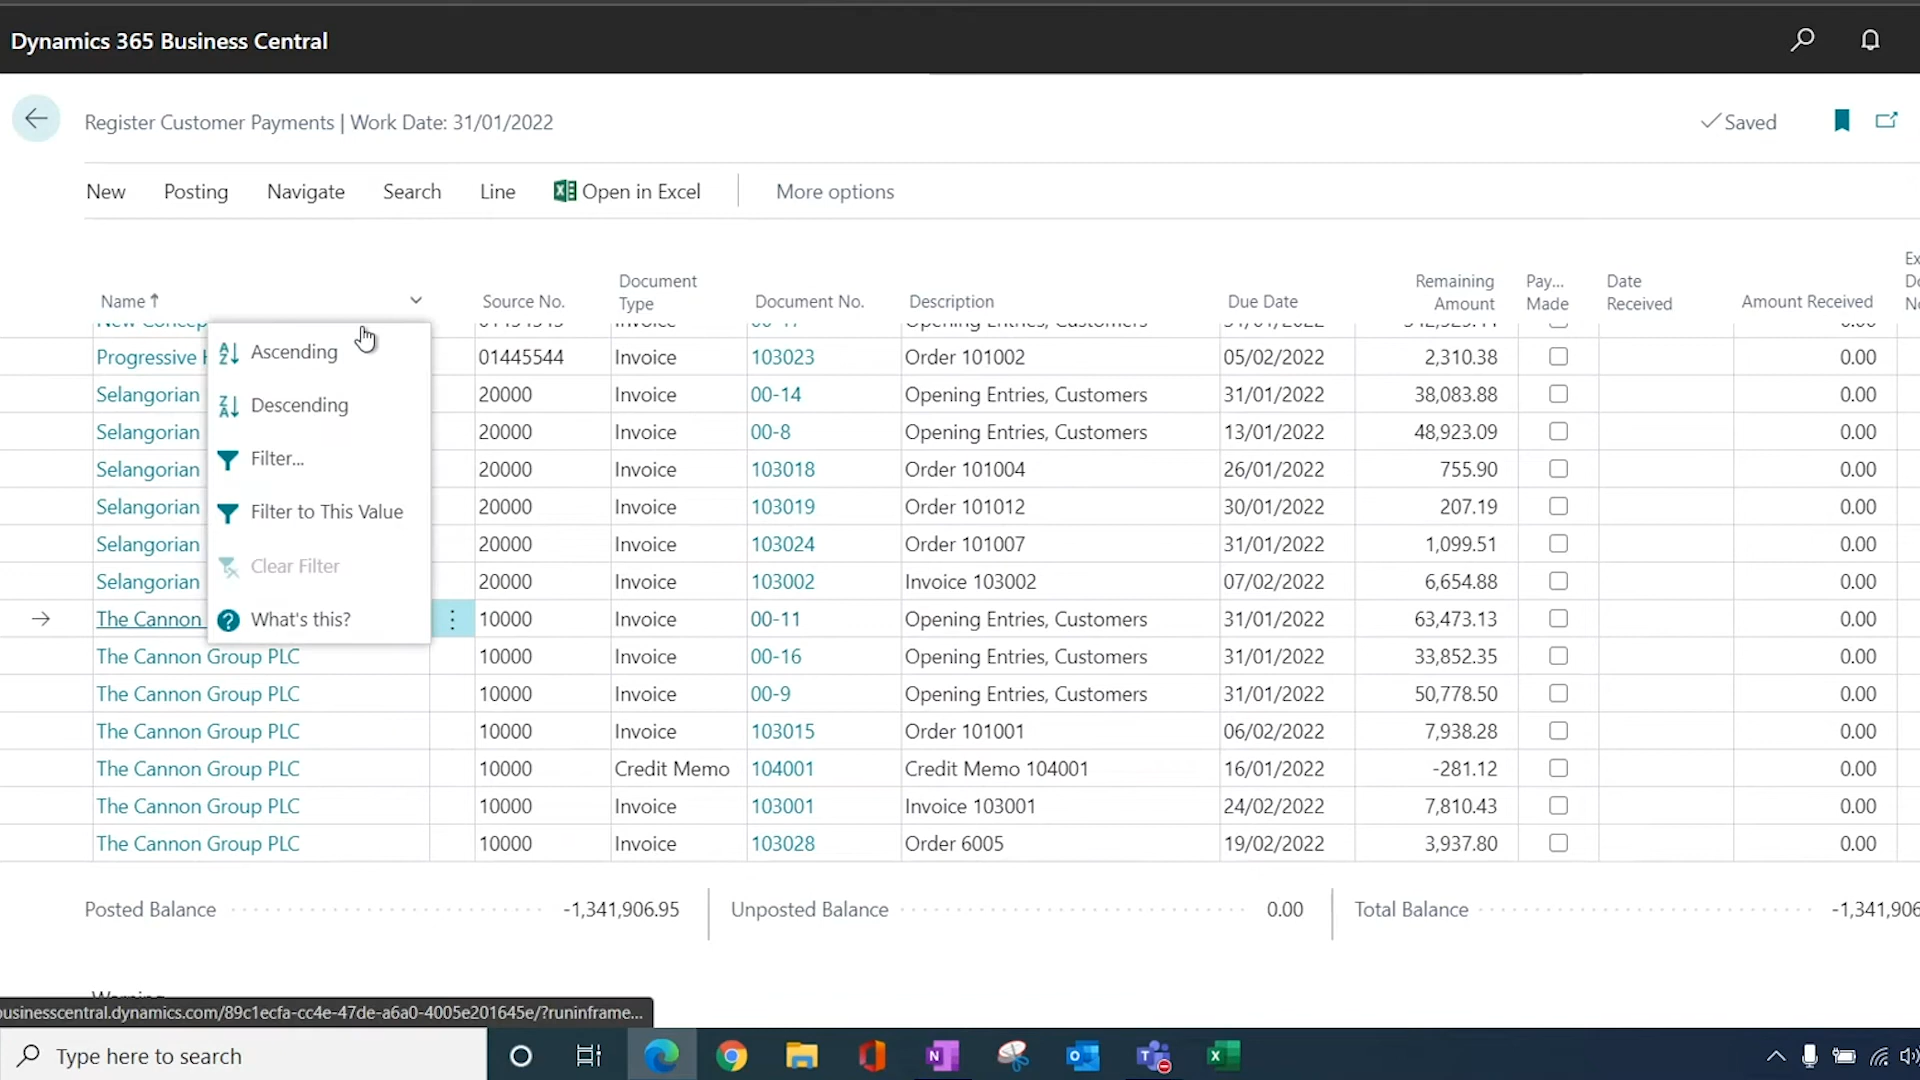 Dynamics 365 Business Central
Register Customer Payments | Work Date: 31/01/2022
Saved
New Posting Navigate Search Line Open in Excel More options
Name Source No. Document Type Document No. Description Due Date Remaining Amount Pay... Made Date Received Amount Received
Progressive 01445544 Invoice 103023 Order 101002 05/02/2022 2,310.38 0.00
Selangorian 20000 Invoice 00-14 Opening Entries, Customers 31/01/2022 38,083.88 0.00
Selangorian 20000 Invoice 00-8 Opening Entries, Customers 13/01/2022 48,923.09 0.00
Selangorian 20000 Invoice 103018 Order 101004 26/01/2022 755.90 0.00
Selangorian 20000 Invoice 103019 Order 101012 30/01/2022 207.19 0.00
Selangorian 20000 Invoice 103024 Order 101007 31/01/2022 1,099.51 0.00
Selangorian 20000 Invoice 103002 Invoice 103002 07/02/2022 6,654.88 0.00
The Cannon 10000 Invoice 00-11 Opening Entries, Customers 31/01/2022 63,473.13 0.00
The Cannon Group PLC 10000 Invoice 00-16 Opening Entries, Customers 31/01/2022 33,852.35 0.00
The Cannon Group PLC 10000 Invoice 00-9 Opening Entries, Customers 31/01/2022 50,778.50 0.00
The Cannon Group PLC 10000 Invoice 103015 Order 101001 06/02/2022 7,938.28 0.00
The Cannon Group PLC 10000 Credit Memo 104001 Credit Memo 104001 16/01/2022 -281.12 0.00
The Cannon Group PLC 10000 Invoice 103001 Invoice 103001 24/02/2022 7,810.43 0.00
The Cannon Group PLC 10000 Invoice 103028 Order 6005 19/02/2022 3,937.80 0.00
Ascending
Descending
Filter...
Filter to This Value
Clear Filter
What's this?
Posted Balance -1,341,906.95 Unposted Balance 0.00 Total Balance -1,341,906
businesscentral.dynamics.com/89c1ecfa-cc4e-47de-a6a0-4005e201645e/?runinframe...
Type here to search